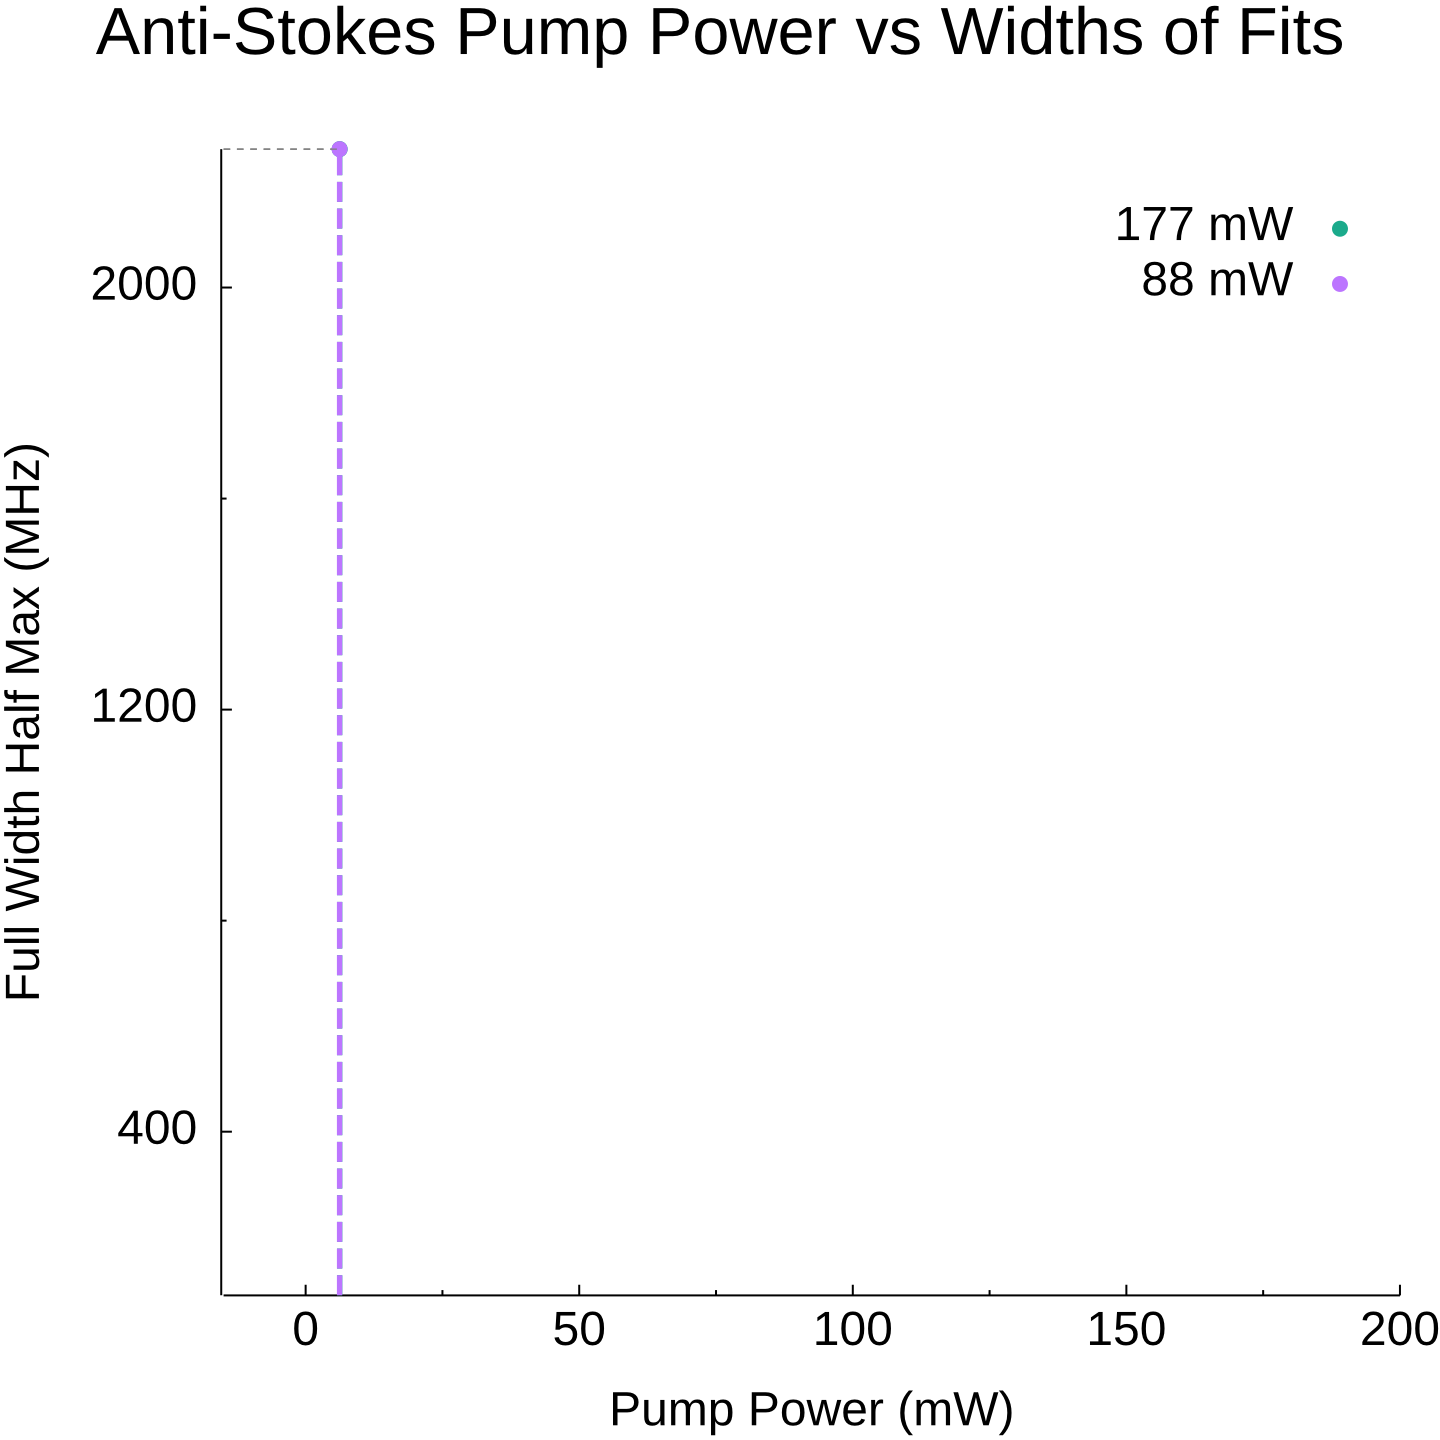 Anti-Stokes Pump Power vs Widths of Fits
177 mW
88 mW
2000
1200
400
Full Width Half Max (MHz)
0 50 100 150 200
Pump Power (mW)